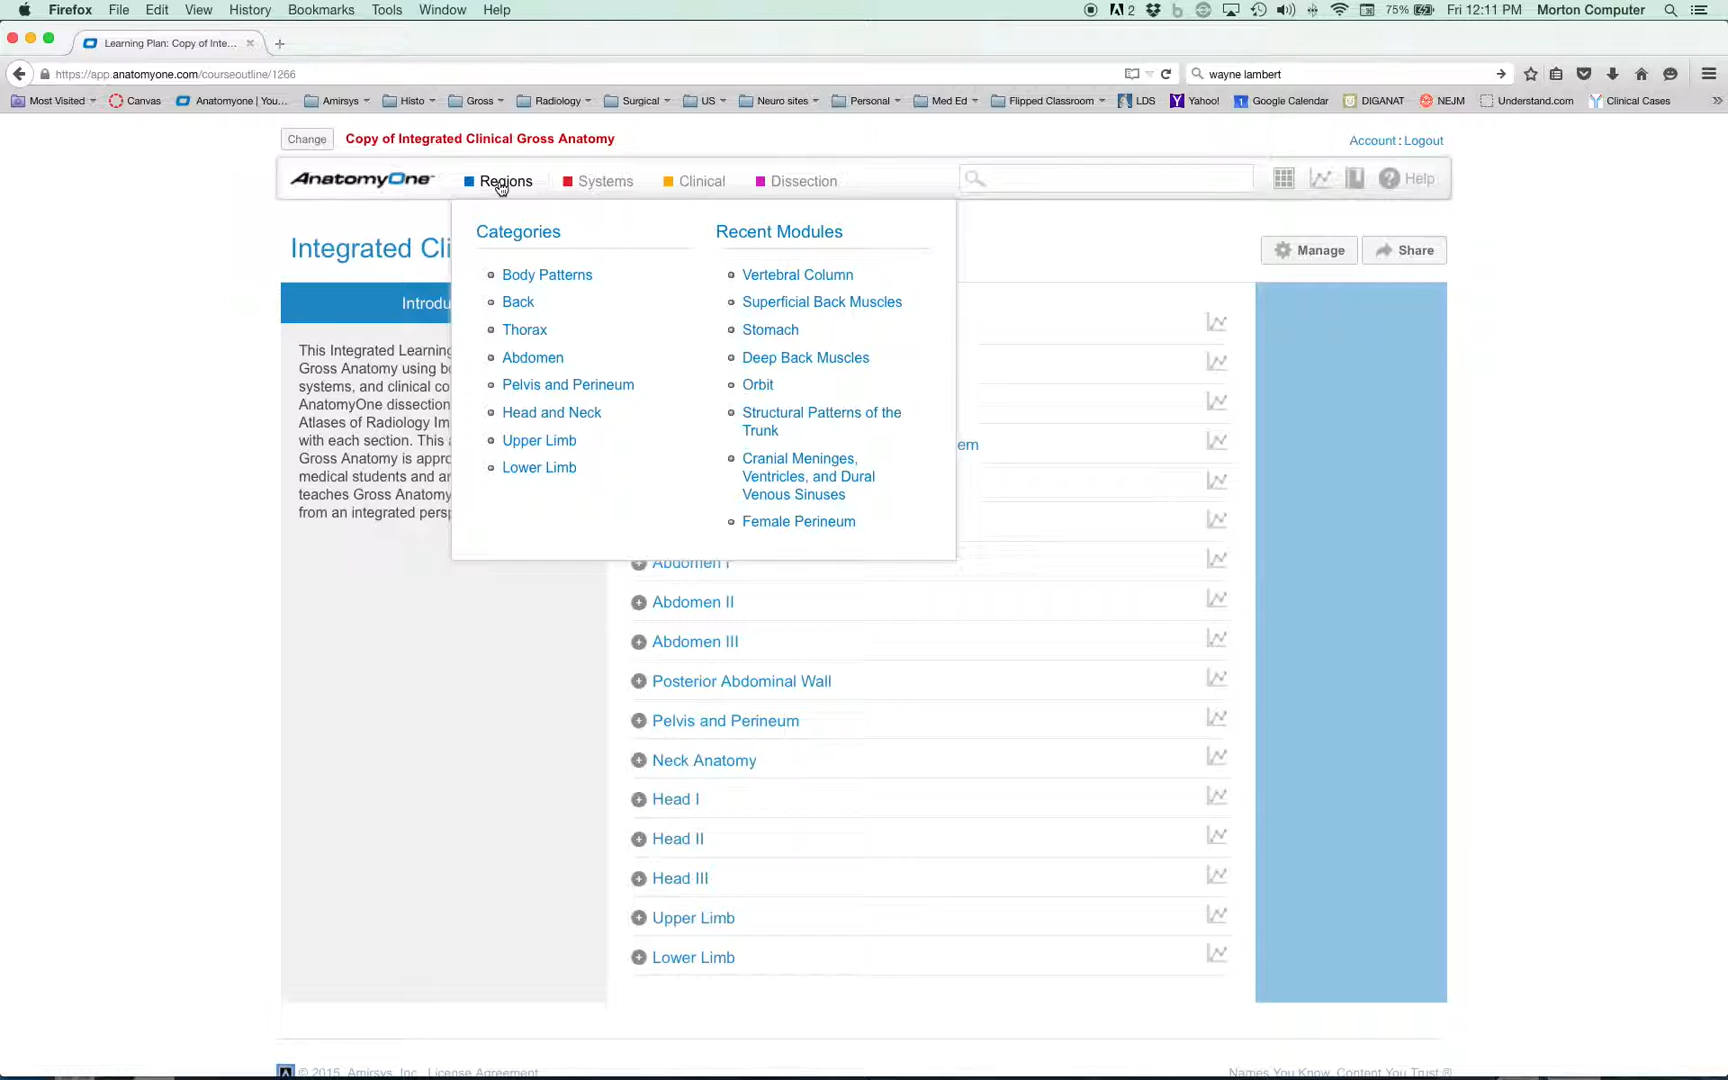 Firefox File Edit View History Bookmarks Tools Window Help 2 75% Fri 12:11 PM Morton Computer
Learning Plan: Copy of Inte...
https://app.anatomyone.com/courseoutline/1266 wayne lambert
Most Visited Canvas Anatomyone | You... Amirsys Histo Gross Radiology Surgical US Neuro sites Personal Med Ed Flipped Classroom LDS Yahoo! Google Calendar DIGANAT NEJM Understand.com Clinical Cases
Change Copy of Integrated Clinical Gross Anatomy Account : Logout
AnatomyOne Regions Systems Clinical Dissection Help
Integrated Cli
Manage Share
Introdu
This Integrated Learning
Gross Anatomy using bo
systems, and clinical co
AnatomyOne dissection
Atlases of Radiology Im
with each section. This a
Gross Anatomy is appro
medical students and an
teaches Gross Anatomy
from an integrated persp
Categories
Body Patterns
Back
Thorax
Abdomen
Pelvis and Perineum
Head and Neck
Upper Limb
Lower Limb
Recent Modules
Vertebral Column
Superficial Back Muscles
Stomach
Deep Back Muscles
Orbit
Structural Patterns of the
Trunk
Cranial Meninges,
Ventricles, and Dural
Venous Sinuses
Female Perineum
em
Abdomen I
Abdomen II
Abdomen III
Posterior Abdominal Wall
Pelvis and Perineum
Neck Anatomy
Head I
Head II
Head III
Upper Limb
Lower Limb
© 2015, Amirsys, Inc. License Agreement
Names You Know, Content You Trust ®